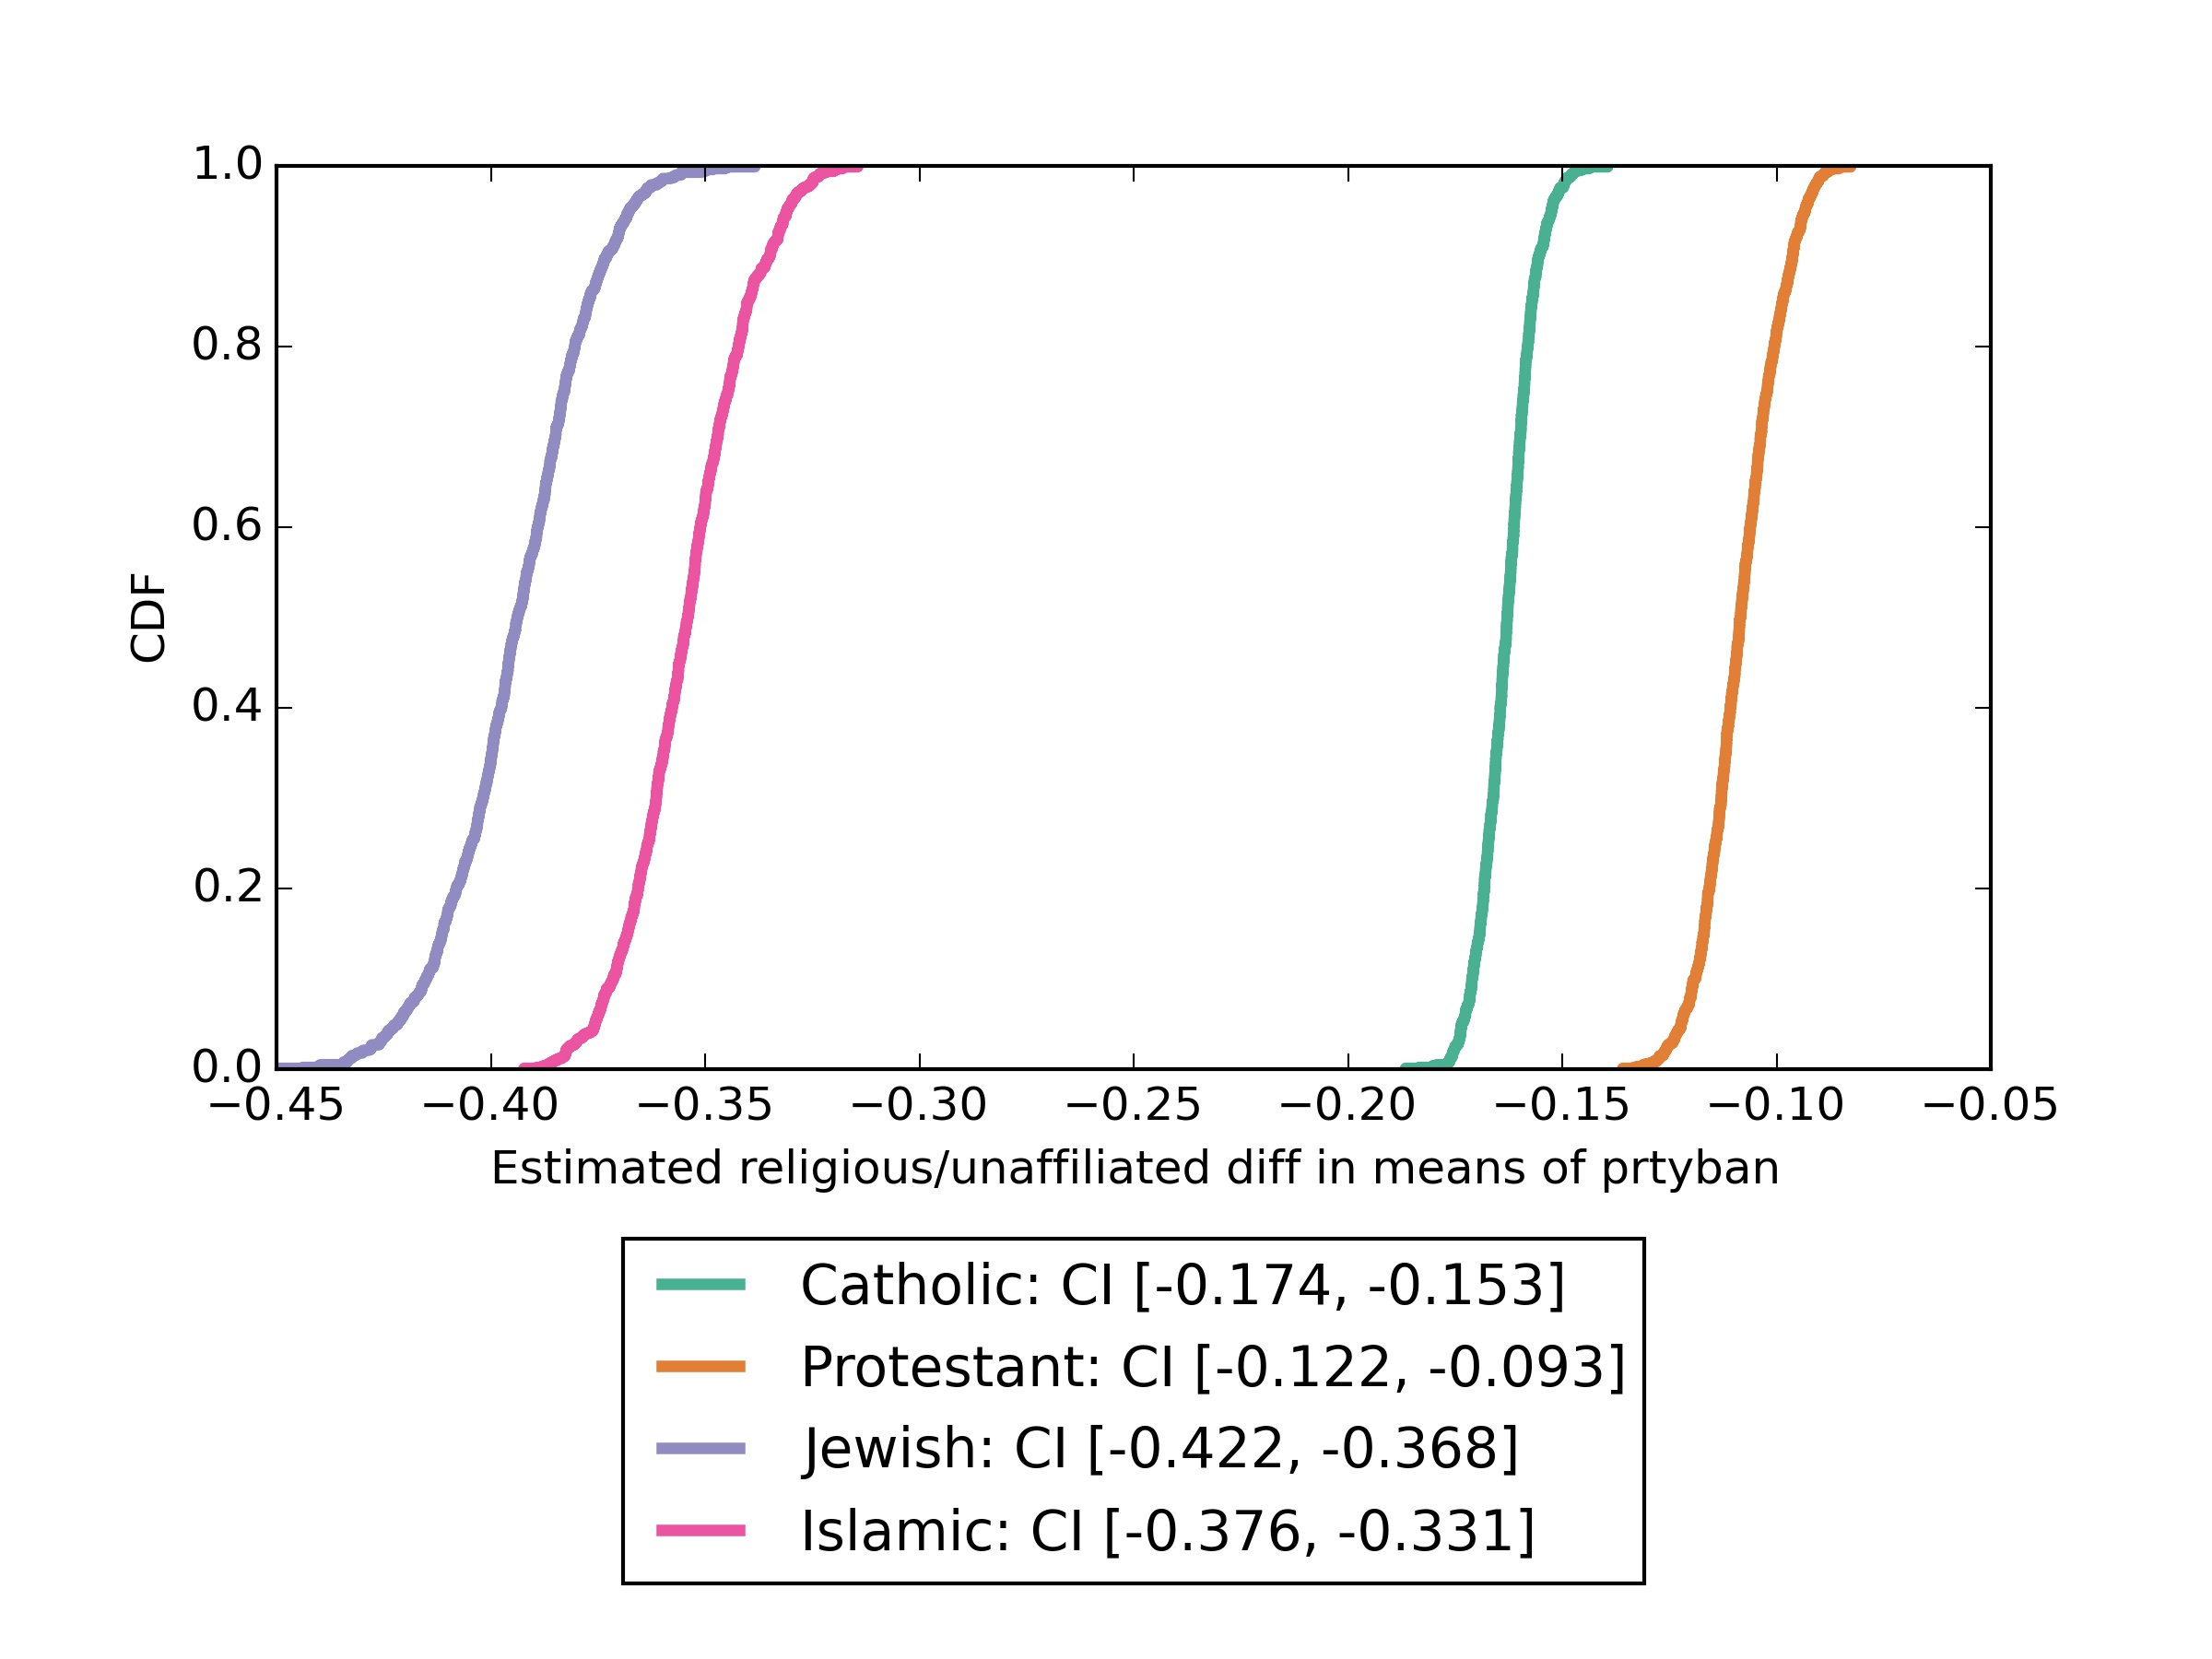 1.0
0.8
0.6
0.4
0.2
0.0
CDF
−0.45 −0.40 −0.35 −0.30 −0.25 −0.20 −0.15 −0.10 −0.05
Estimated religious/unaffiliated diff in means of prtyban
Catholic: CI [-0.174, -0.153]
Protestant: CI [-0.122, -0.093]
Jewish: CI [-0.422, -0.368]
Islamic: CI [-0.376, -0.331]